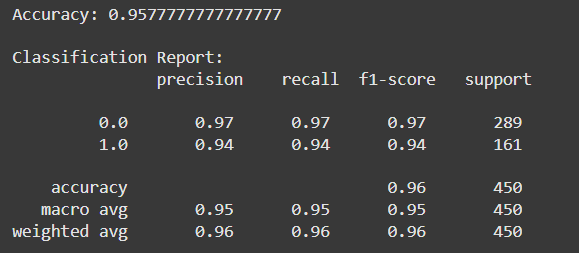 Accuracy: 0.9577777777777777
Classification Report:
precision recall f1-score support
0.0 0.97 0.97 0.97 289
1.0 0.94 0.94 0.94 161
accuracy 0.96 450
macro avg 0.95 0.95 0.95 450
weighted avg 0.96 0.96 0.96 450